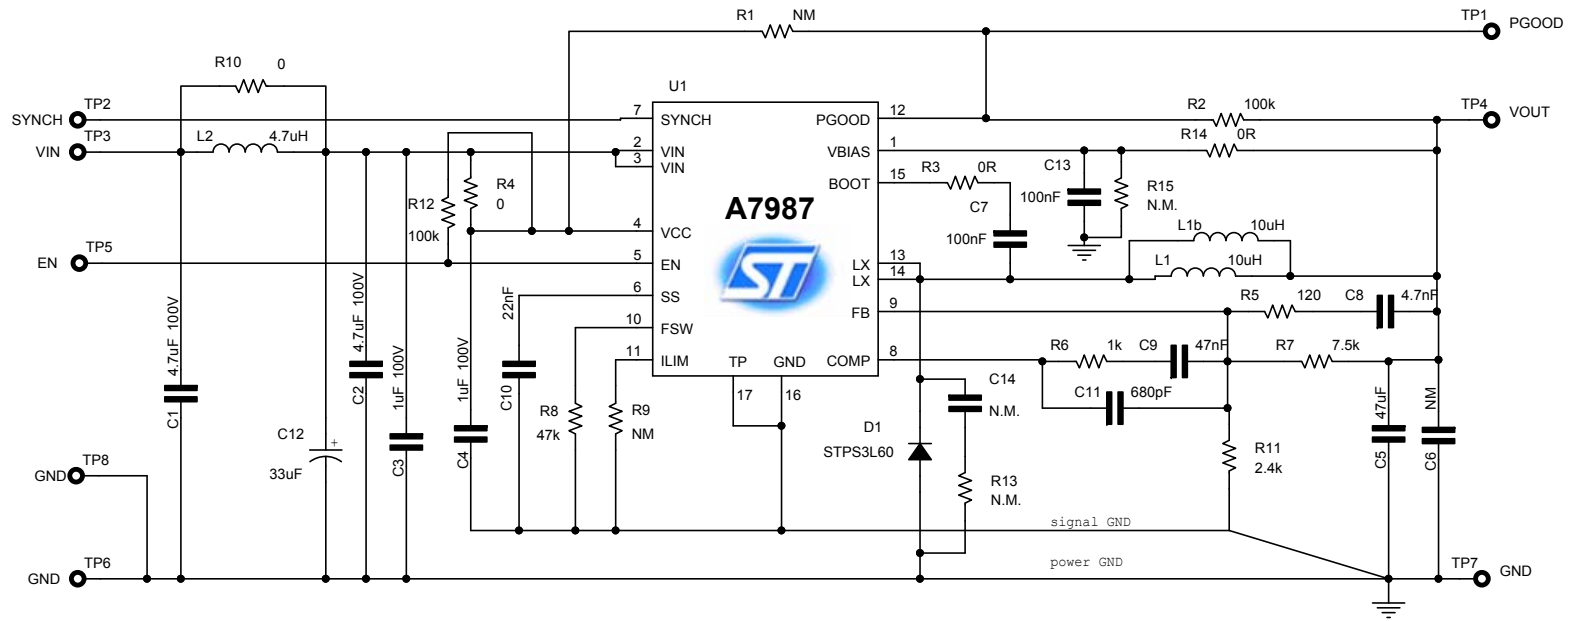 R1 NM
TP1
PGOOD
R10 0
U1
TP2
SYNCH
7
SYNCH
PGOOD
12
R2 100k
TP4
VOUT
TP3
VIN
L2 4.7uH
2
VIN
3
VIN
VBIAS
1
R14 0R
C13
100nF
R15
N.M.
BOOT
15
R3 0R
C7
100nF
R4
0
R12
100k
A7987
ST
4
VCC
L1b 10uH
L1 10uH
TP5
EN
5
EN
LX
13
LX
14
6
SS
22nF
C10
FB
9
R5 120
C8 4.7nF
10
FSW
11
ILIM
TP
GND
COMP
8
R6 1k
C9 47nF
R7 7.5k
C11 680pF
17
16
4.7uF 100V
C1
4.7uF 100V
C2
1uF 100V
C3
1uF 100V
C4
C12
+
33uF
R8
47k
R9
NM
C14
N.M.
D1
STPS3L60
R13
N.M.
R11
2.4k
47uF
C5
NM
C6
TP8
GND
signal GND
power GND
TP6
GND
TP7
GND